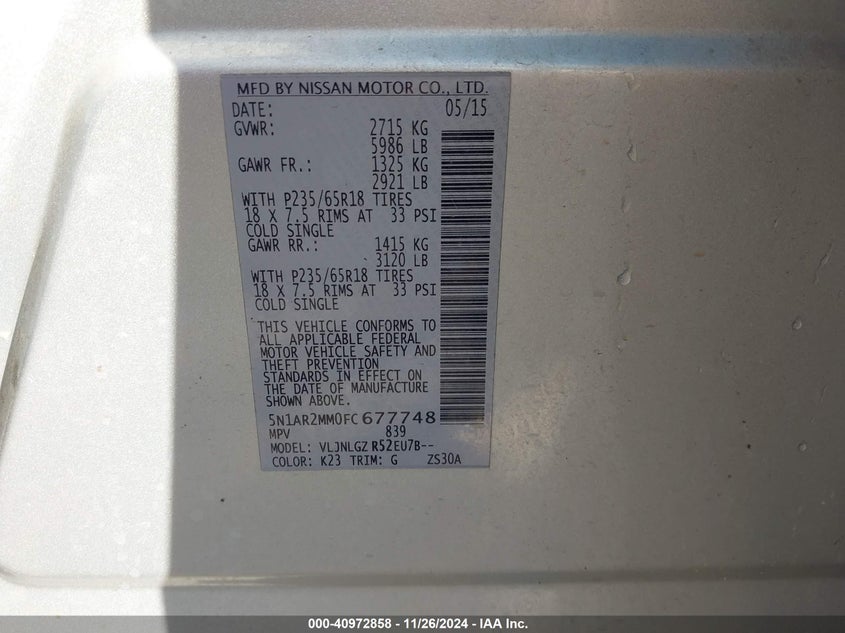 MFD BY NISSAN MOTOR CO., LTD.
DATE: 05/15
GVWR: 2715 KG
5986 LB
GAWR FR.: 1325 KG
2921 LB
WITH P235/65R18 TIRES
18 X 7.5 RIMS AT 33 PSI
COLD SINGLE
GAWR RR.: 1415 KG
3120 LB
WITH P235/65R18 TIRES
18 X 7.5 RIMS AT 33 PSI
COLD SINGLE
THIS VEHICLE CONFORMS TO
ALL APPLICABLE FEDERAL
MOTOR VEHICLE SAFETY AND
THEFT PREVENTION
STANDARDS IN EFFECT ON
THE DATE OF MANUFACTURE
SHOWN ABOVE.
5N1AR2MM0FC677748
MPV 839
MODEL: VLJNLGZ R52EU7B--
COLOR: K23 TRIM: G ZS30A
000-40972858 - 11/26/2024 - IAA Inc.